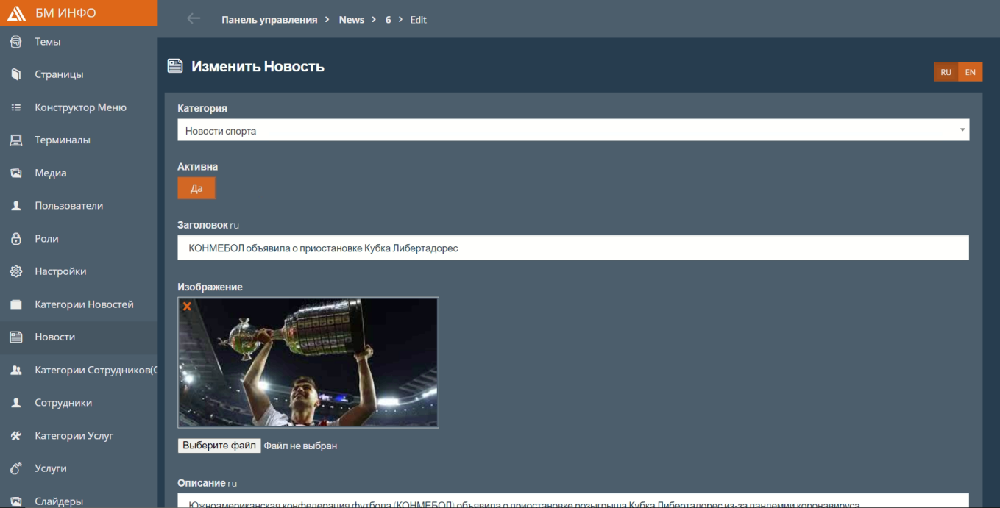 БМ ИНФО
Панель управления > News > 6 > Edit
Темы
Страницы
Конструктор Меню
Терминалы
Медиа
Пользователи
Роли
Настройки
Категории Новостей
Новости
Категории Сотрудников(С
Сотрудники
Категории Услуг
Услуги
Слайдеры
Изменить Новость
RU EN
Категория
Новости спорта
Активна
Да
Заголовок ru
КОНМЕБОЛ объявила о приостановке Кубка Либертадорес
Изображение
Выберите файл Файл не выбран
Описание ru
Южноамериканская конфедерация футбола (КОНМЕБОЛ) объявила о приостановке розыгрыша Кубка Либертадорес из-за пандемии коронавируса